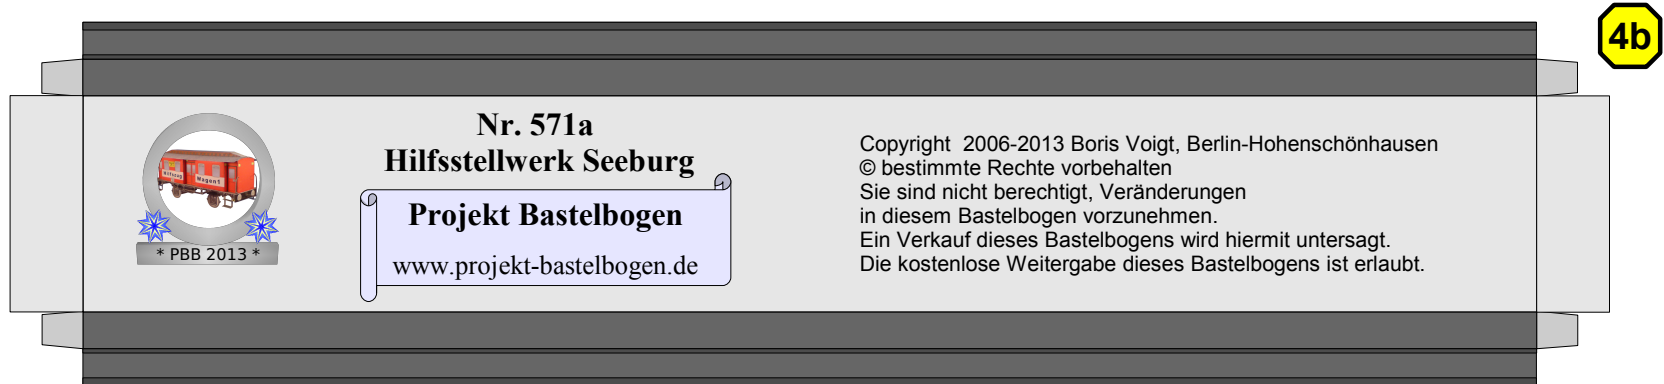 4b
Nr. 571a
Hilfsstellwerk Seeburg
Projekt Bastelbogen
www.projekt-bastelbogen.de
Hilfszug
Wagen1
* PBB 2013 *
Copyright  2006-2013 Boris Voigt, Berlin-Hohenschönhausen
© bestimmte Rechte vorbehalten
Sie sind nicht berechtigt, Veränderungen
in diesem Bastelbogen vorzunehmen.
Ein Verkauf dieses Bastelbogens wird hiermit untersagt.
Die kostenlose Weitergabe dieses Bastelbogens ist erlaubt.